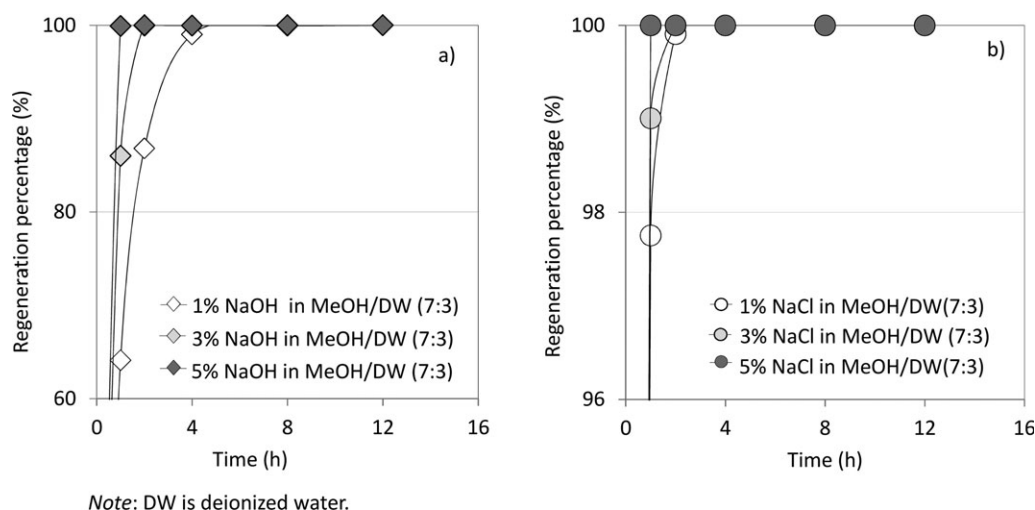 a)
Regeneration percentage (%)
100
80
60
1% NaOH in MeOH/DW (7:3)
3% NaOH in MeOH/DW (7:3)
5% NaOH in MeOH/DW (7:3)
0 4 8 12 16
Time (h)
b)
Regeneration percentage (%)
100
98
96
1% NaCl in MeOH/DW(7:3)
3% NaCl in MeOH/DW (7:3)
5% NaCl in MeOH/DW(7:3)
0 4 8 12 16
Time (h)
Note: DW is deionized water.